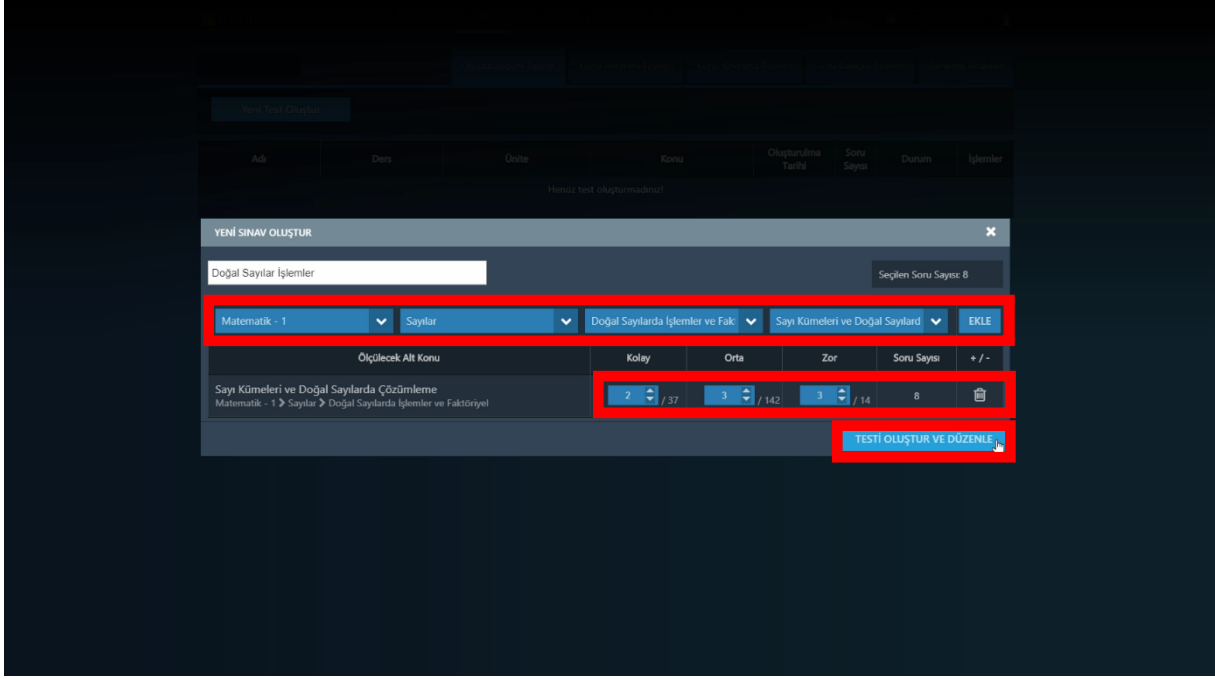 Yeni Test Oluştur
Adı Ders Ünite Konu Oluşturulma Tarihi Soru Sayısı Durum İşlemler
Henüz test oluşturmadınız!
YENİ SINAV OLUŞTUR
Doğal Sayılar İşlemler
Seçilen Soru Sayısı: 8
Matematik - 1 Sayılar Doğal Sayılarda İşlemler ve Fak Sayı Kümeleri ve Doğal Sayılard EKLE
Ölçülecek Alt Konu Kolay Orta Zor Soru Sayısı + / -
Sayı Kümeleri ve Doğal Sayılarda Çözümleme
Matematik - 1 > Sayılar > Doğal Sayılarda İşlemler ve Faktöriyel
2 / 37 3 / 142 3 / 14 8
TESTİ OLUŞTUR VE DÜZENLE